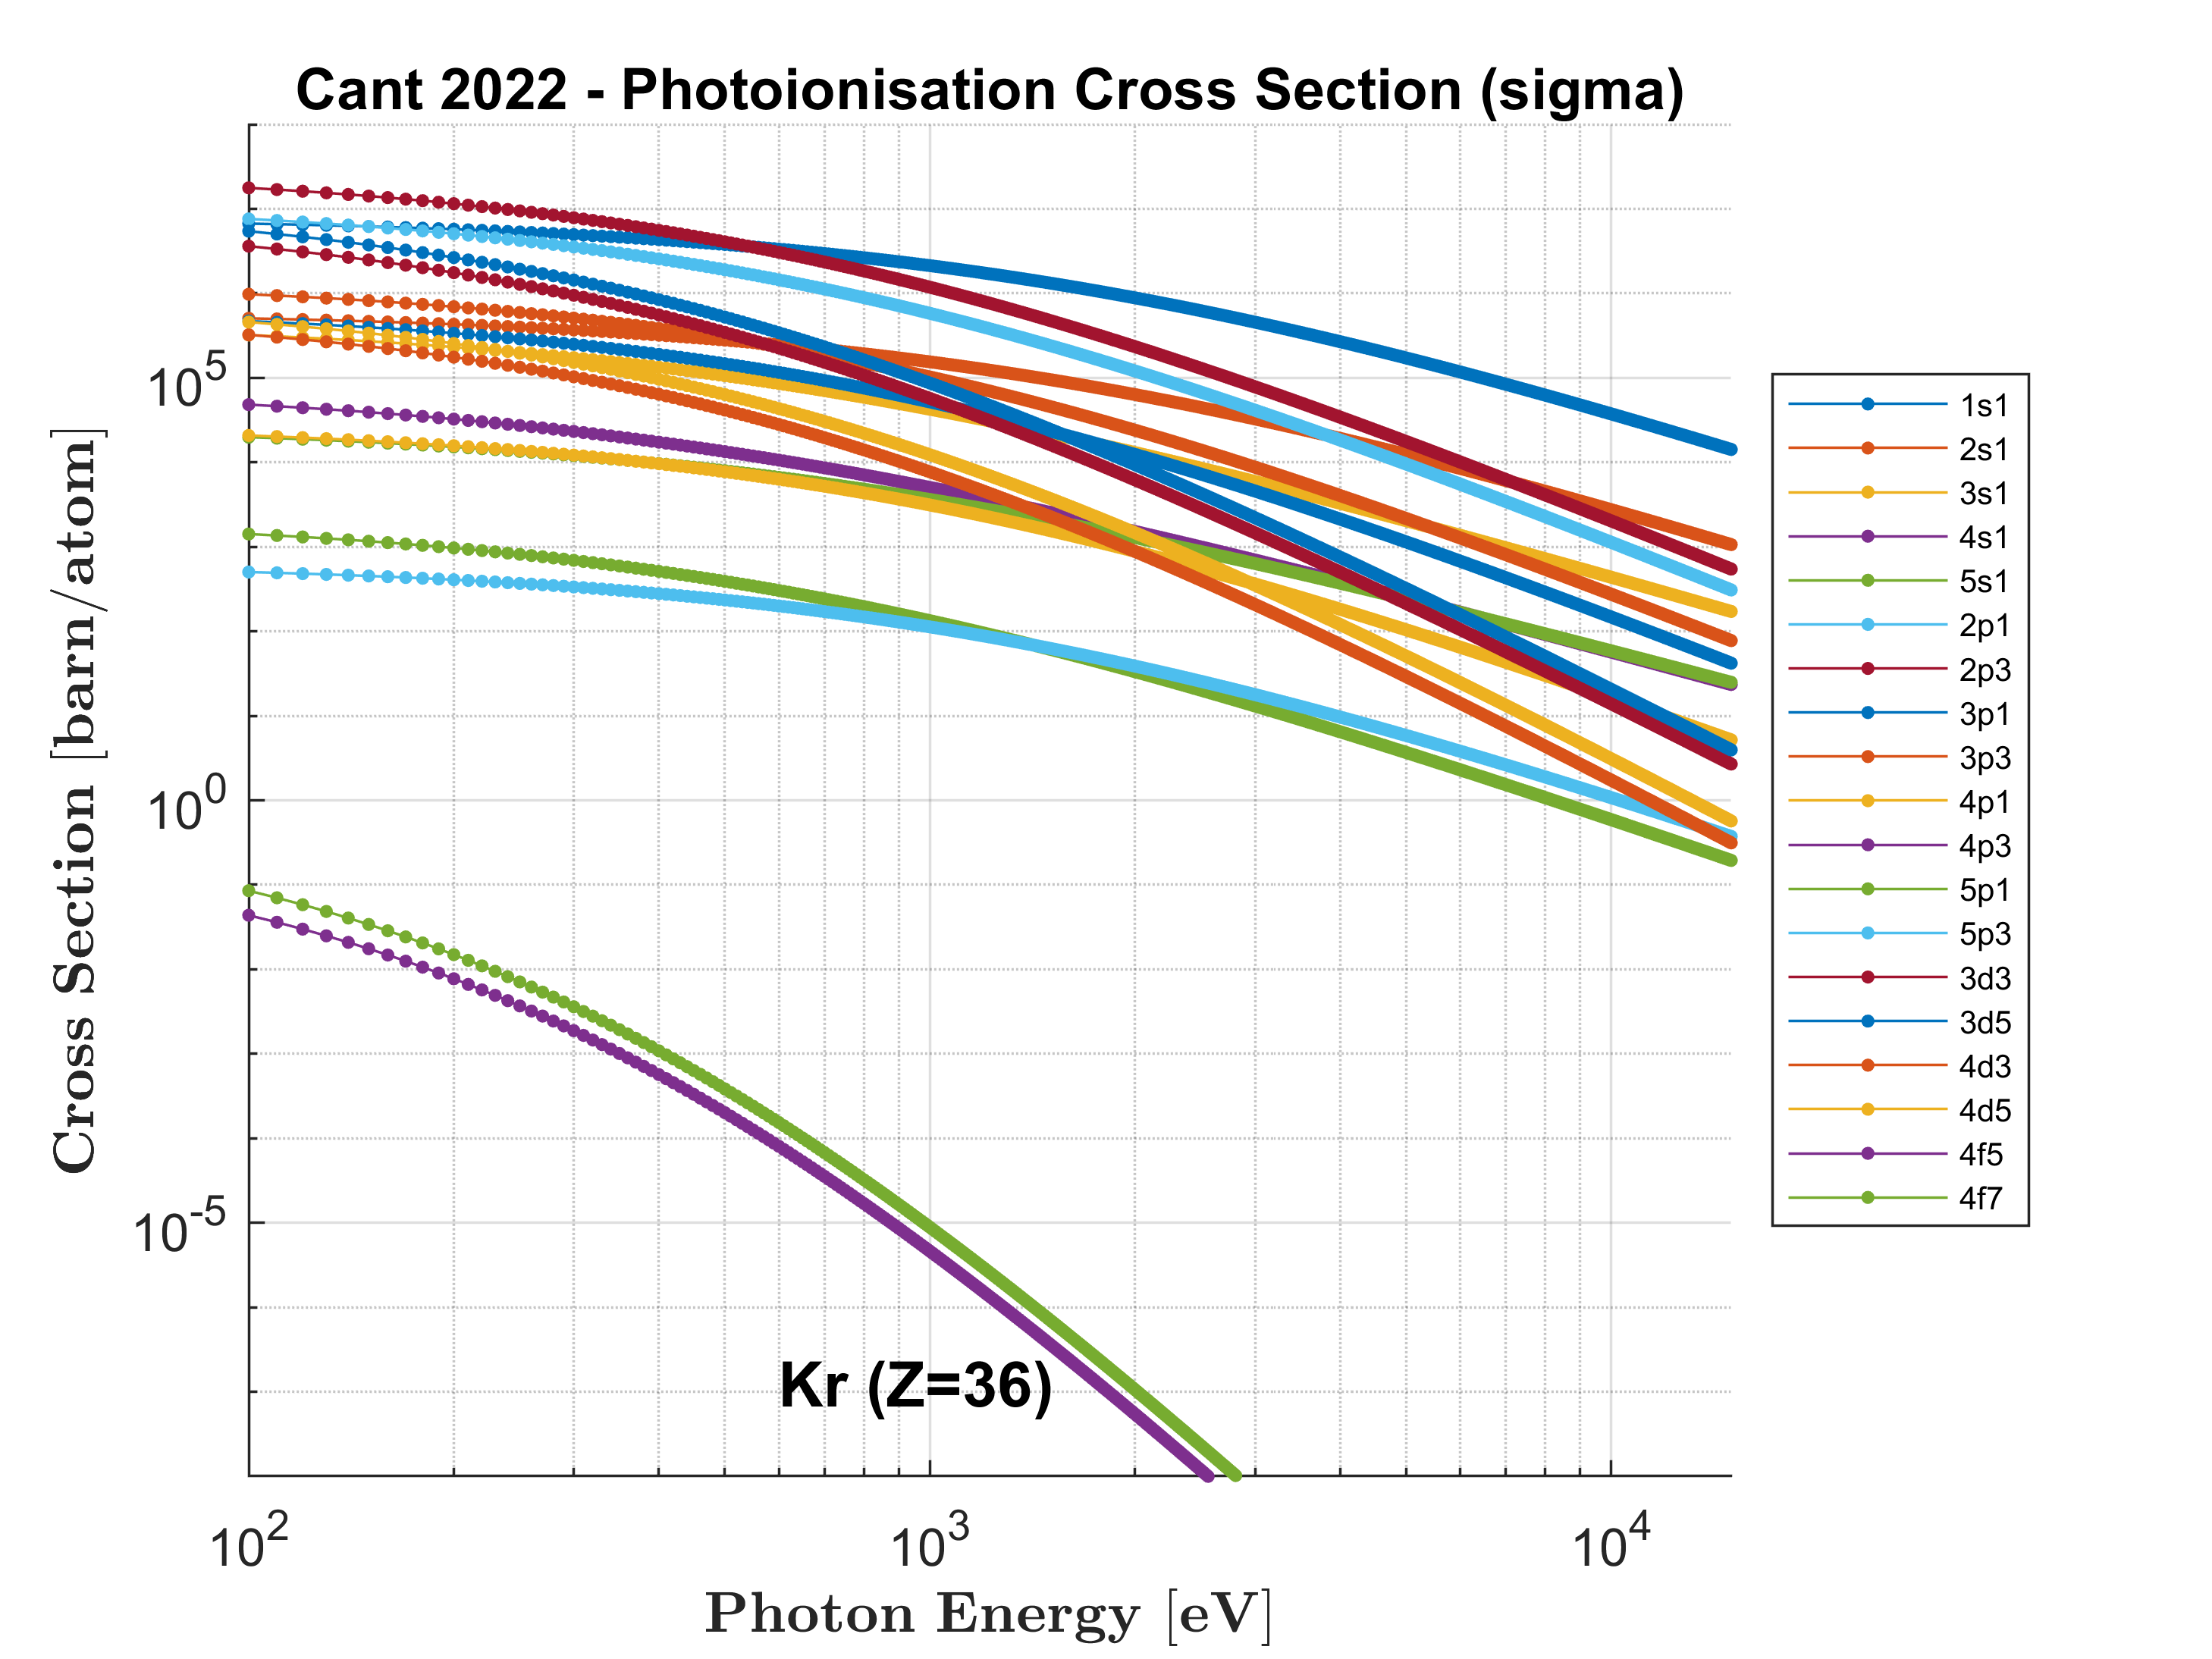 Cant 2022 - Photoionisation Cross Section (sigma)
Cross Section [barn/atom]
10^5
10^0
10^-5
Kr (Z=36)
10^2
10^3
10^4
Photon Energy [eV]
1s1
2s1
3s1
4s1
5s1
2p1
2p3
3p1
3p3
4p1
4p3
5p1
5p3
3d3
3d5
4d3
4d5
4f5
4f7